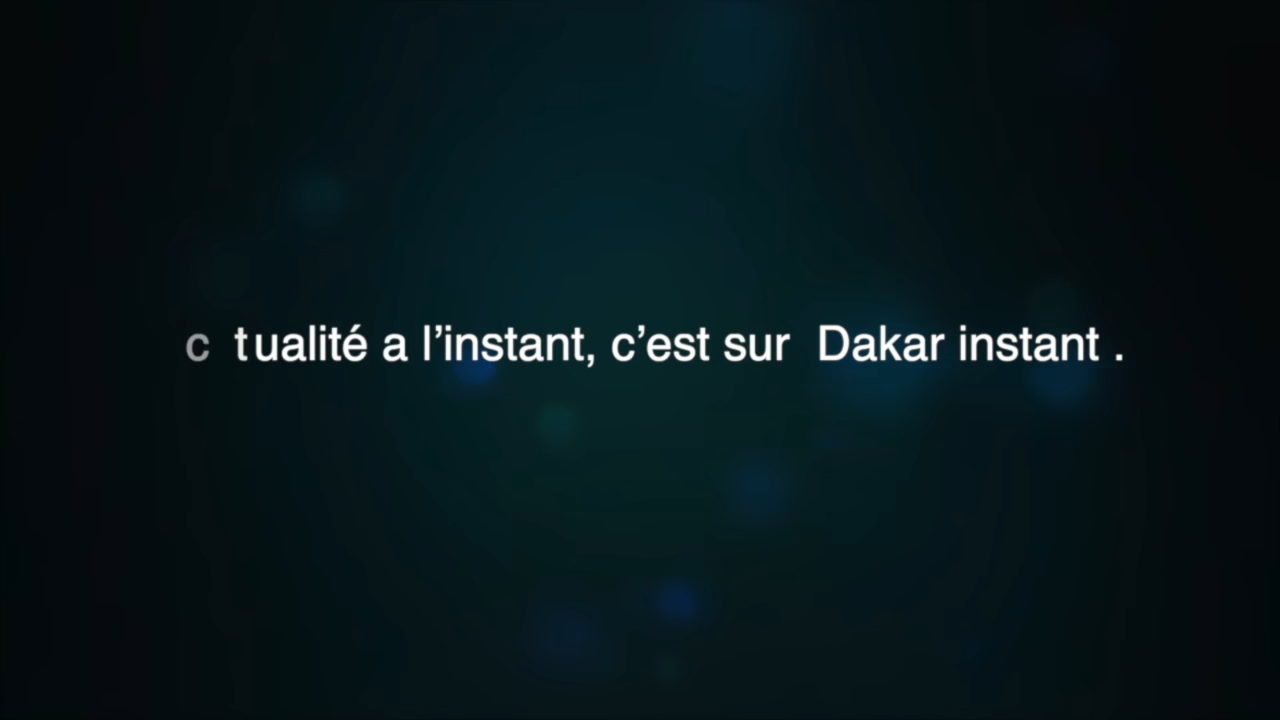 c tualité a l’instant, c’est sur Dakar instant .